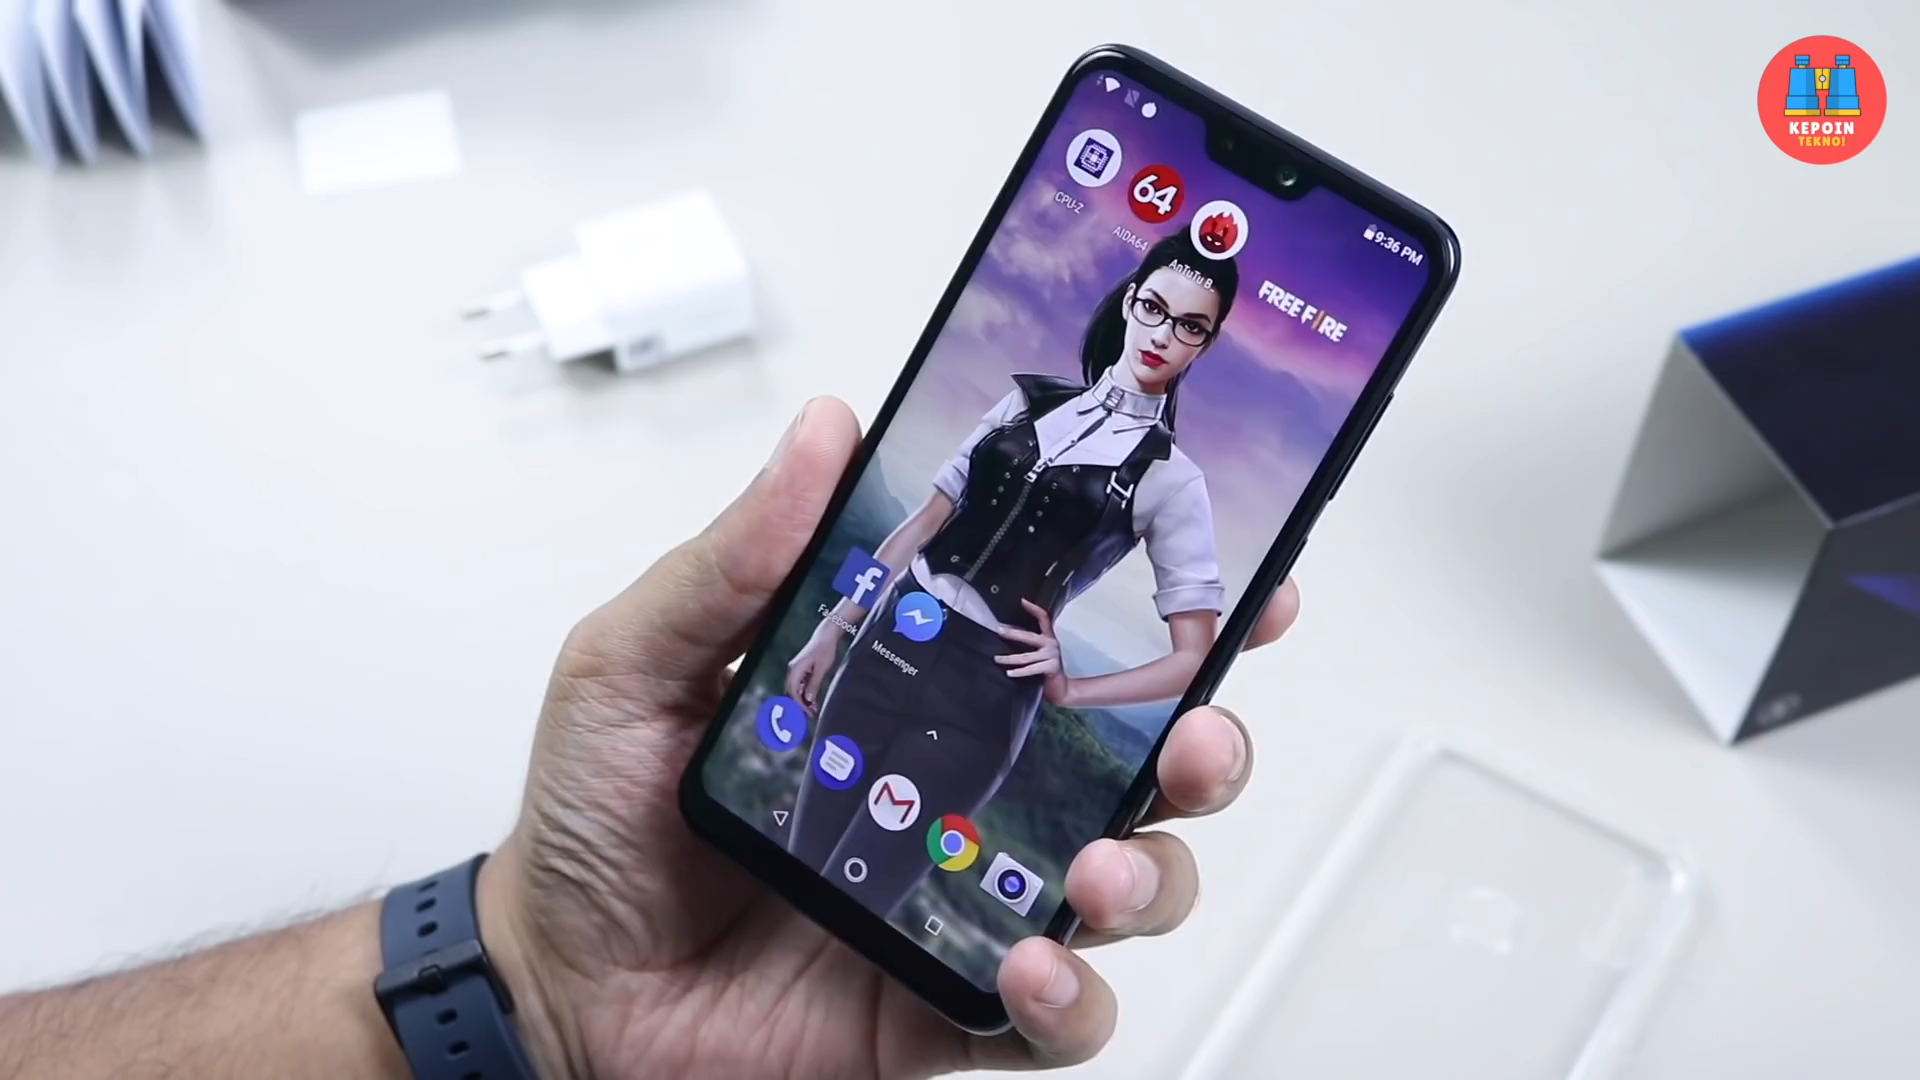 KEPOIN
TEKNO!
9:36 PM
CPU-Z
64
AIDA64
AnTuTu B..
FREE FIRE
Facebook
Messenger